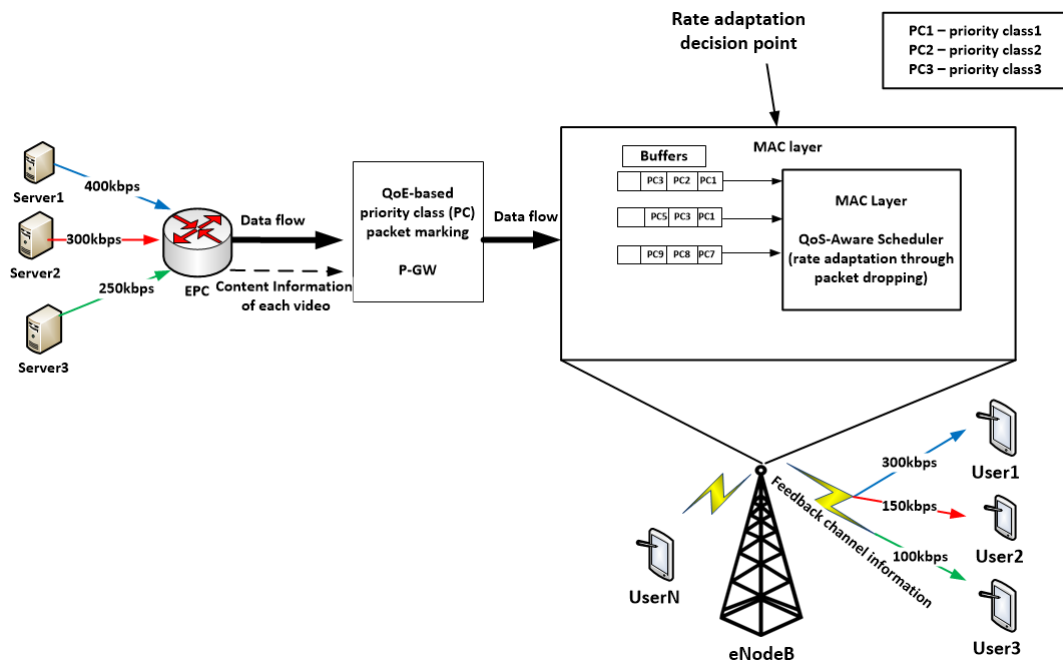 Rate adaptation
decision point
PC1 – priority class1
PC2 – priority class2
PC3 – priority class3
MAC layer
Buffers
PC3 PC2 PC1
PC5 PC3 PC1
PC9 PC8 PC7
MAC Layer
QoS-Aware Scheduler
(rate adaptation through
packet dropping)
Server1
400kbps
Server2
300kbps
Server3
250kbps
EPC
Data flow
Content Information
of each video
QoE-based
priority class (PC)
packet marking
P-GW
Data flow
300kbps
User1
150kbps
User2
100kbps
User3
Feedback channel information
UserN
eNodeB